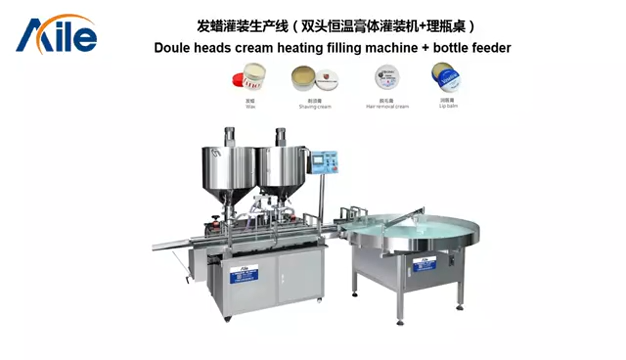 Aile
发蜡灌装生产线（双头恒温膏体灌装机+理瓶桌）
Doule heads cream heating filling machine + bottle feeder
发蜡
Wax
剃须膏
Shaving cream
脱毛膏
Hair removal cream
润唇膏
Lip balm
Aile
Aile